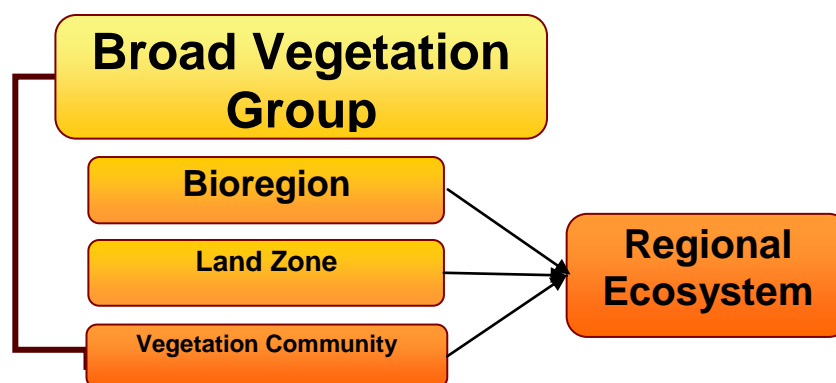 Broad Vegetation
Group
Bioregion
Land Zone
Vegetation Community
Regional
Ecosystem